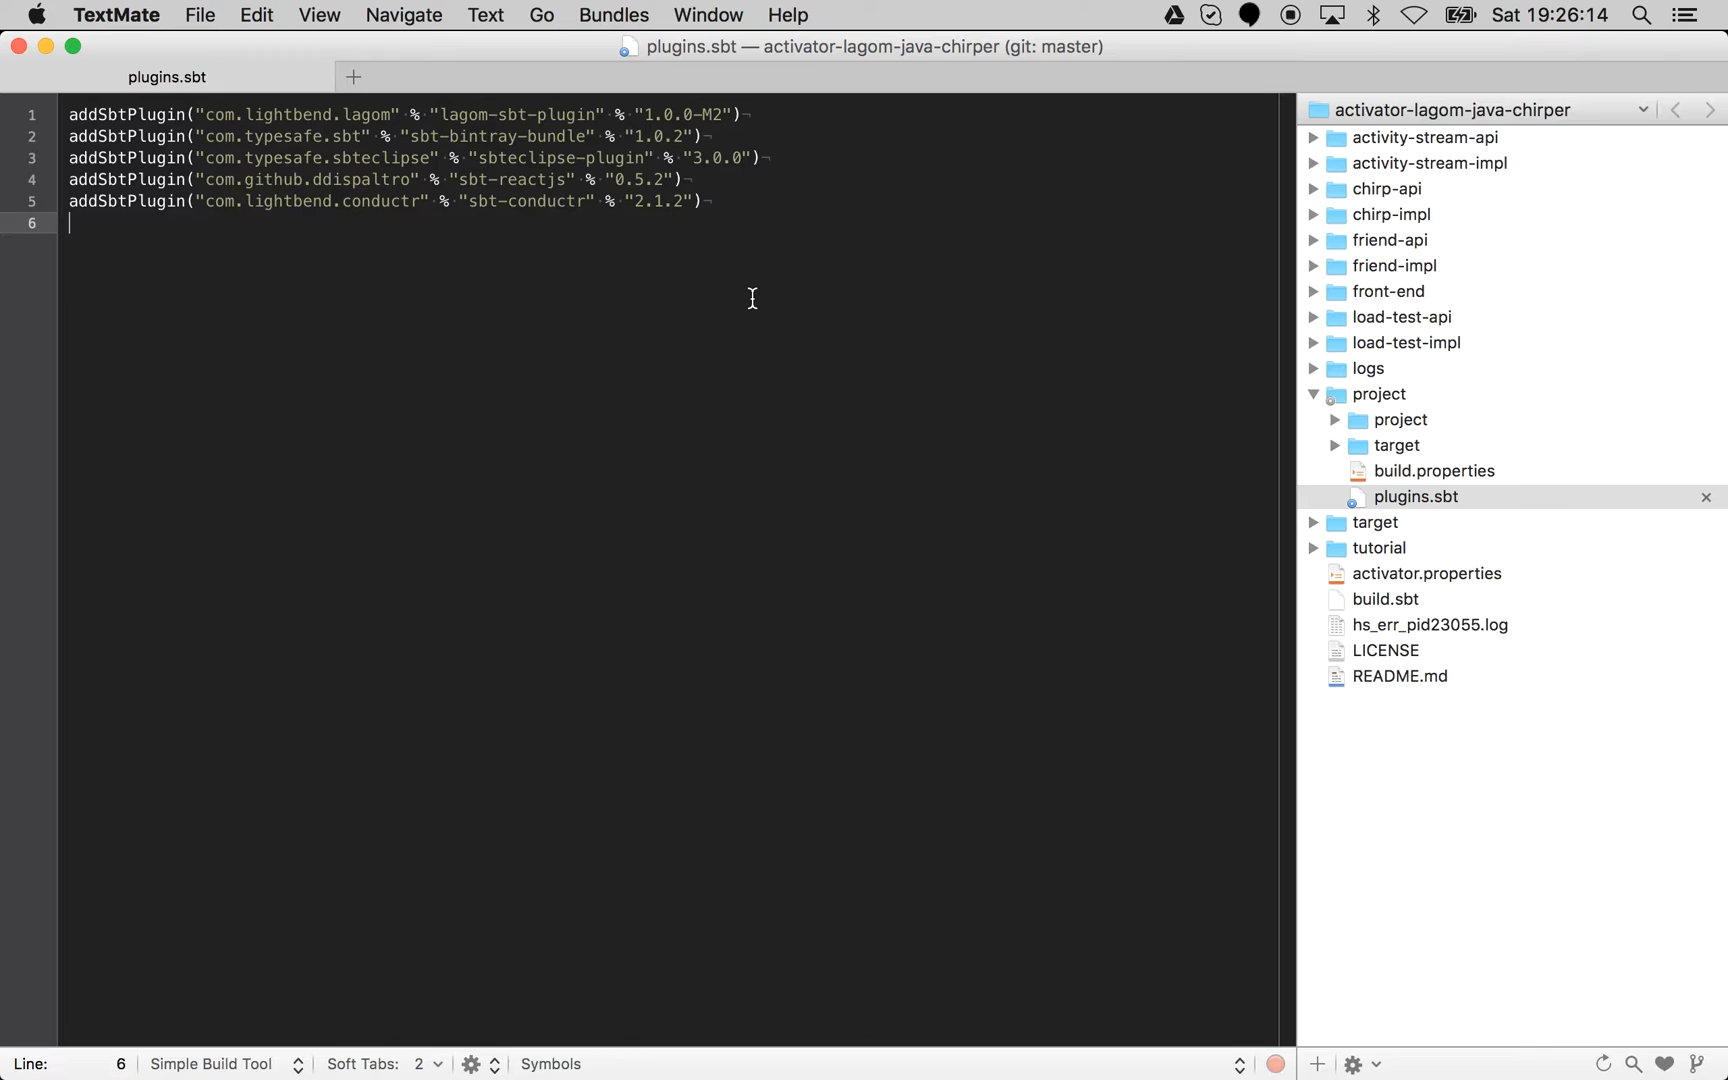 TextMate File Edit View Navigate Text Go Bundles Window Help Sat 19:26:14
plugins.sbt — activator-lagom-java-chirper (git: master)
plugins.sbt
1 addSbtPlugin("com.lightbend.lagom" % "lagom-sbt-plugin" % "1.0.0-M2")¬
2 addSbtPlugin("com.typesafe.sbt" % "sbt-bintray-bundle" % "1.0.2")¬
3 addSbtPlugin("com.typesafe.sbteclipse" % "sbteclipse-plugin" % "3.0.0")¬
4 addSbtPlugin("com.github.ddispaltro" % "sbt-reactjs" % "0.5.2")¬
5 addSbtPlugin("com.lightbend.conductr" % "sbt-conductr" % "2.1.2")¬
6
activator-lagom-java-chirper
activity-stream-api
activity-stream-impl
chirp-api
chirp-impl
friend-api
friend-impl
front-end
load-test-api
load-test-impl
logs
project
project
target
build.properties
plugins.sbt
target
tutorial
activator.properties
build.sbt
hs_err_pid23055.log
LICENSE
README.md
Line: 6 Simple Build Tool Soft Tabs: 2 Symbols